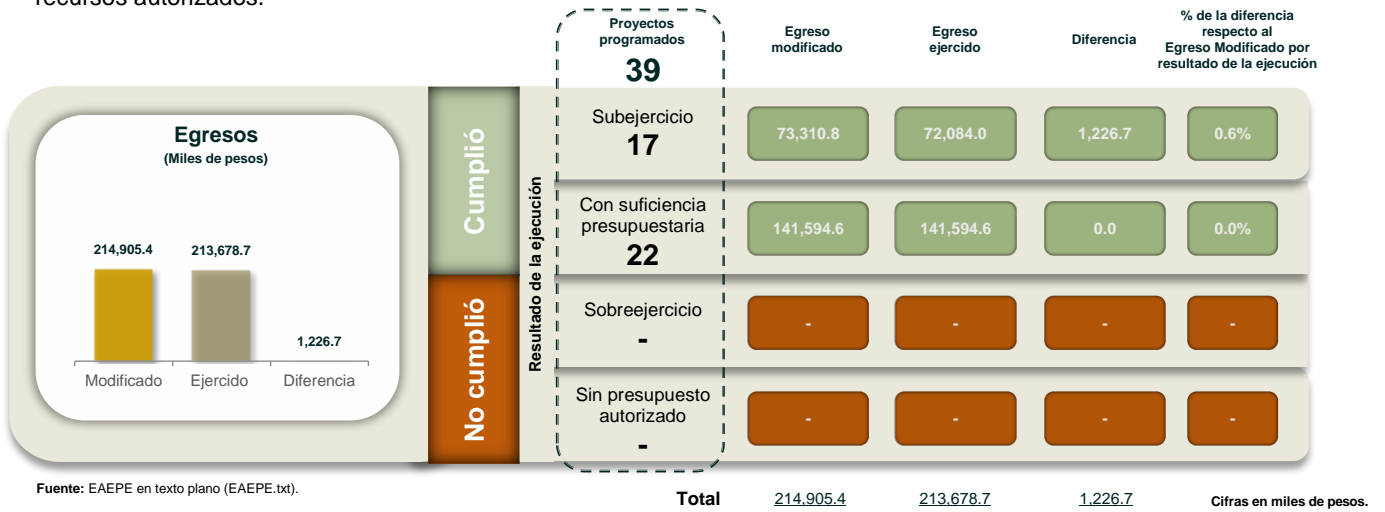 recursos autorizados.
Proyectos
programados
39
Egreso
modificado
Egreso
ejercido
Diferencia
% de la diferencia
respecto al
Egreso Modificado por
resultado de la ejecución
Egresos
(Miles de pesos)
214,905.4
213,678.7
1,226.7
Modificado
Ejercido
Diferencia
Cumplió
No cumplió
Resultado de la ejecución
Subejercicio
17
73,310.8
72,084.0
1,226.7
0.6%
Con suficiencia
presupuestaria
22
141,594.6
141,594.6
0.0
0.0%
Sobreejercicio
-
-
-
-
-
Sin presupuesto
autorizado
-
-
-
-
-
Fuente: EAEPE en texto plano (EAEPE.txt).
Total
214,905.4
213,678.7
1,226.7
Cifras en miles de pesos.